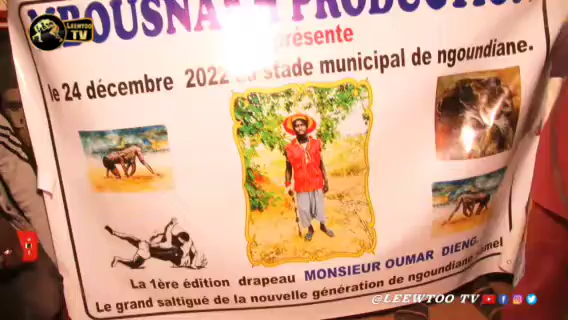 LEEWTOO
TV
PRODUCTION
présente
le 24 décembre 2022 au stade municipal de ngoundiane.
La 1ère édition drapeau MONSIEUR OUMAR DIENG.
Le grand saltigué de la nouvelle génération de ngoundiane
@LEEWTOO TV